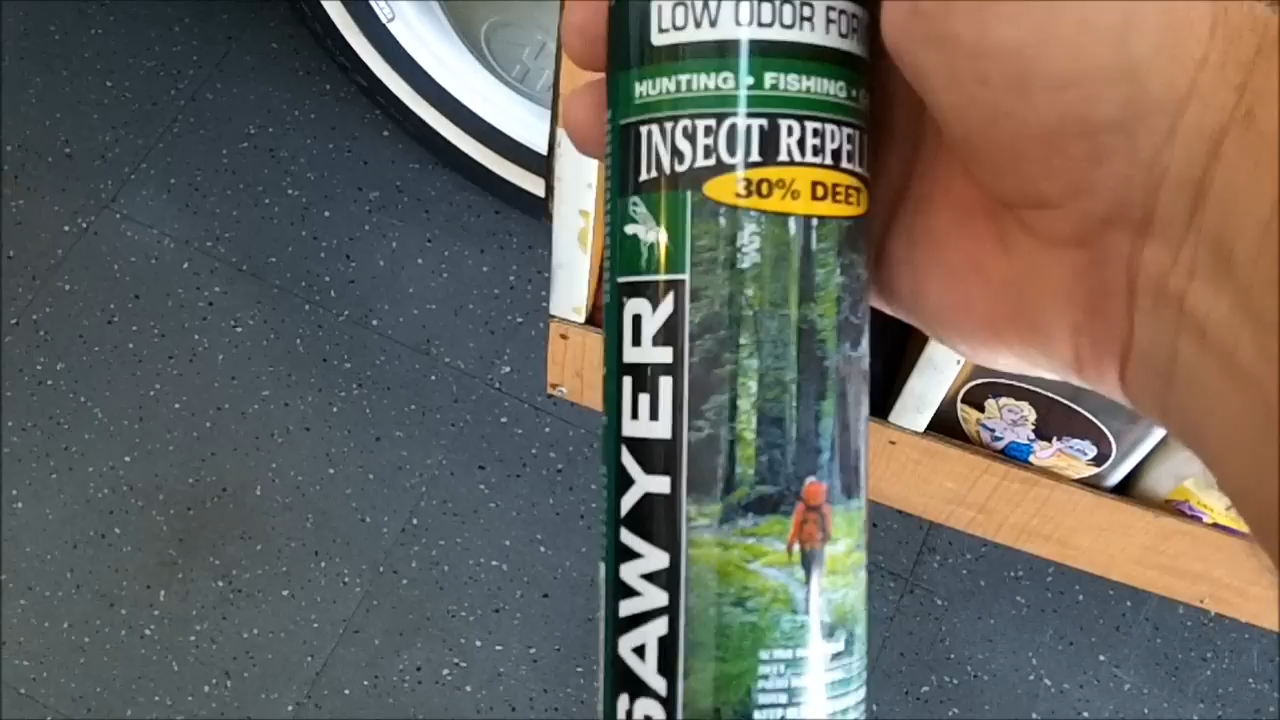 LOW ODOR FOR
HUNTING • FISHING •
INSECT REPELL
30% DEET
SAWYER